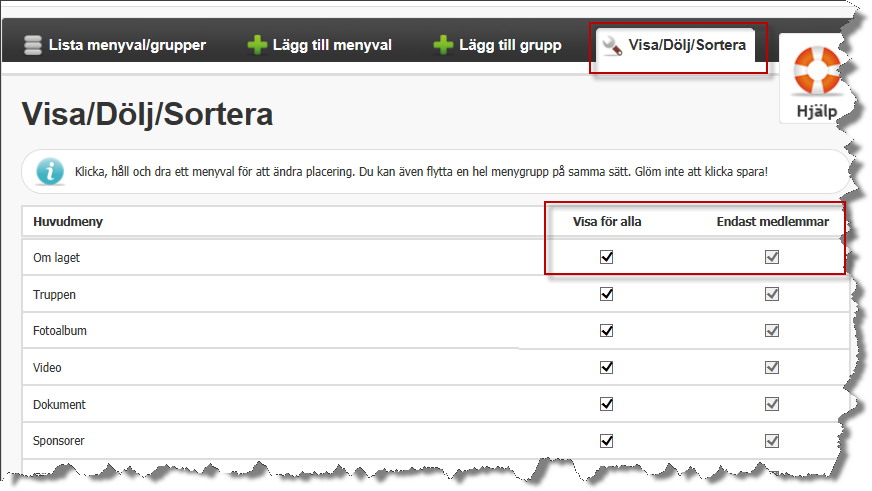 Lista menyval/grupper Lägg till menyval Lägg till grupp Visa/Dölj/Sortera
Hjälp
Visa/Dölj/Sortera
Klicka, håll och dra ett menyval för att ändra placering. Du kan även flytta en hel menygrupp på samma sätt. Glöm inte att klicka spara!
Huvudmeny Visa för alla Endast medlemmar
Om laget
Truppen
Fotoalbum
Video
Dokument
Sponsorer